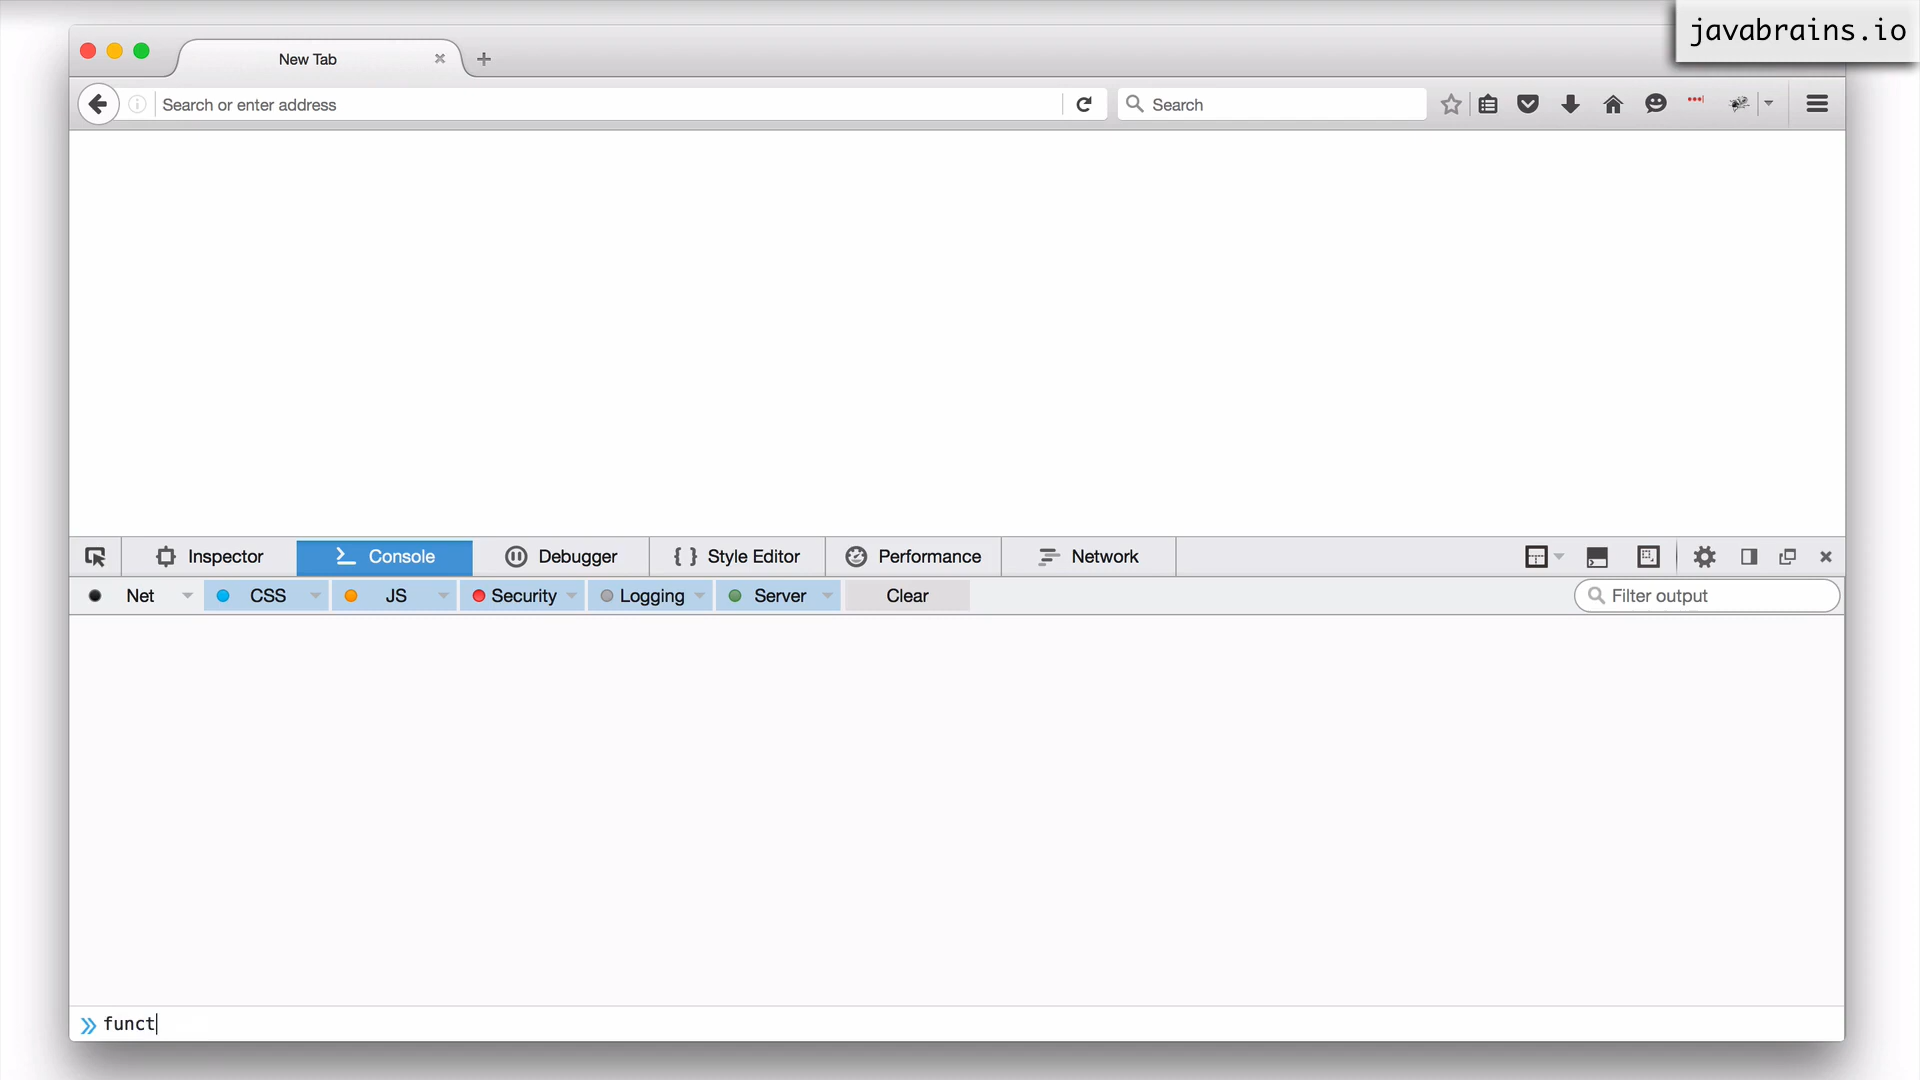 javabrains.io
New Tab
Search or enter address
Search
Inspector
Console
Debugger
Style Editor
Performance
Network
Net
CSS
JS
Security
Logging
Server
Clear
Filter output
funct